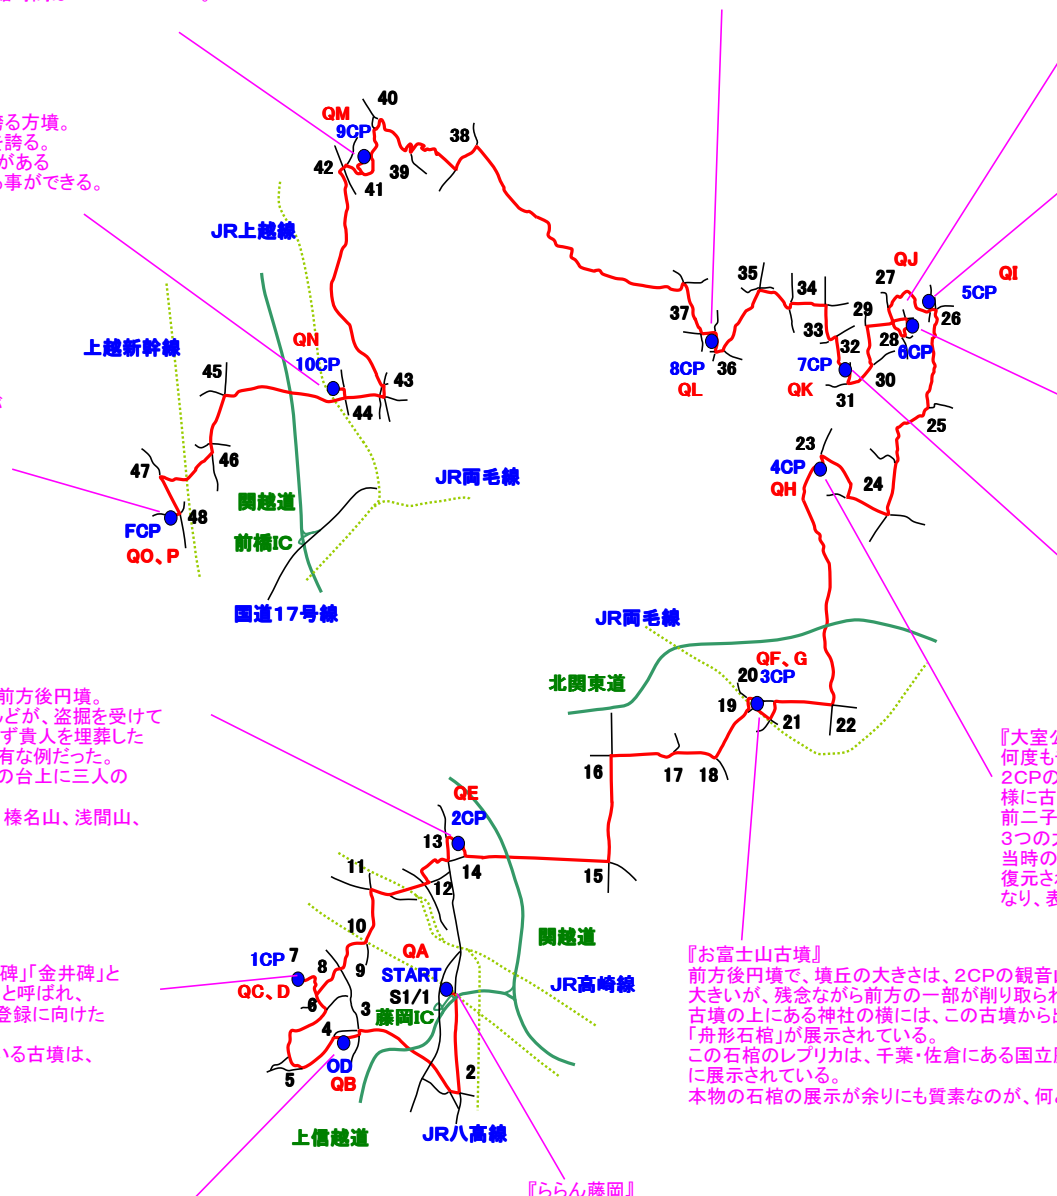 誇る方墳。
を誇る。
がある
る事ができる。
40
QM
9CP
38
42
39
41
JR上越線
35
34
27
QJ
QI
5CP
26
37
33
29
28
6CP
32
7CP
30
8CP
36
QL
QK
31
25
上越新幹線
QN
10CP
45
43
44
46
47
48
FCP
QO、P
関越道
前橋IC
国道17号線
JR両毛線
23
4CP
QH
24
JR両毛線
北関東道
QF、G
20
3CP
19
21
22
16
17
18
前方後円墳。
んどが、盗掘を受けて
ず貴人を埋葬した
有な例だった。
の台上に三人の
榛名山、浅間山、
『大室公
何度も
2CPの
様に古
前二子
3つの
当時の
復元さ
なり、表
QE
2CP
13
14
15
11
12
10
9
関越道
JR高崎線
QA
START
S1/1
藤岡IC
1CP
7
8
QC、D
6
3
4
OD
QB
5
2
碑」「金井碑」と
と呼ばれ、
登録に向けた
いる古墳は、
上信越道
JR八高線
『お富士山古墳』
前方後円墳で、墳丘の大きさは、2CPの観音山
大きいが、残念ながら前方の一部が削り取られ
古墳の上にある神社の横には、この古墳から出
「舟形石棺」が展示されている。
この石棺のレプリカは、千葉・佐倉にある国立
に展示されている。
本物の石棺の展示が余りにも質素なのが、何
『ららん藤岡』